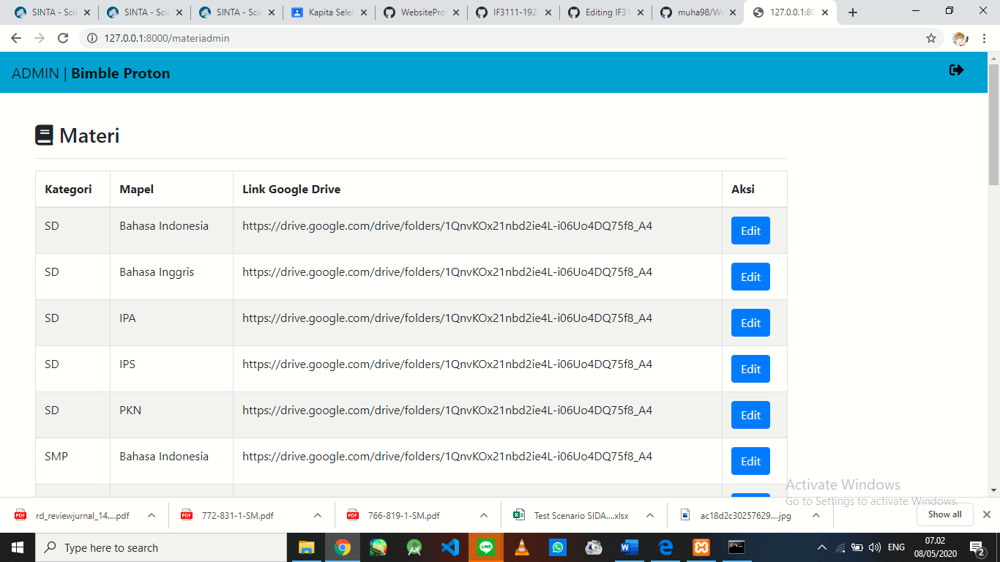 SINTA - Scie
SINTA - Scie
SINTA - Scie
Kapita Sele
WebsitePro
IF3111-192
Editing IF31
muha98/We
127.0.0.1:80
127.0.0.1:8000/materiadmin
ADMIN | Bimble Proton
Materi
Kategori Mapel Link Google Drive Aksi
SD Bahasa Indonesia https://drive.google.com/drive/folders/1QnvKOx21nbd2ie4L-i06Uo4DQ75f8_A4 Edit
SD Bahasa Inggris https://drive.google.com/drive/folders/1QnvKOx21nbd2ie4L-i06Uo4DQ75f8_A4 Edit
SD IPA https://drive.google.com/drive/folders/1QnvKOx21nbd2ie4L-i06Uo4DQ75f8_A4 Edit
SD IPS https://drive.google.com/drive/folders/1QnvKOx21nbd2ie4L-i06Uo4DQ75f8_A4 Edit
SD PKN https://drive.google.com/drive/folders/1QnvKOx21nbd2ie4L-i06Uo4DQ75f8_A4 Edit
SMP Bahasa Indonesia https://drive.google.com/drive/folders/1QnvKOx21nbd2ie4L-i06Uo4DQ75f8_A4 Edit
Activate Windows
Go to Settings to activate Windows.
rd_reviewjurnal_14....pdf
772-831-1-SM.pdf
766-819-1-SM.pdf
Test Scenario SIDA....xlsx
ac18d2c30257629....jpg
Show all
Type here to search
ENG
07.02
08/05/2020
2